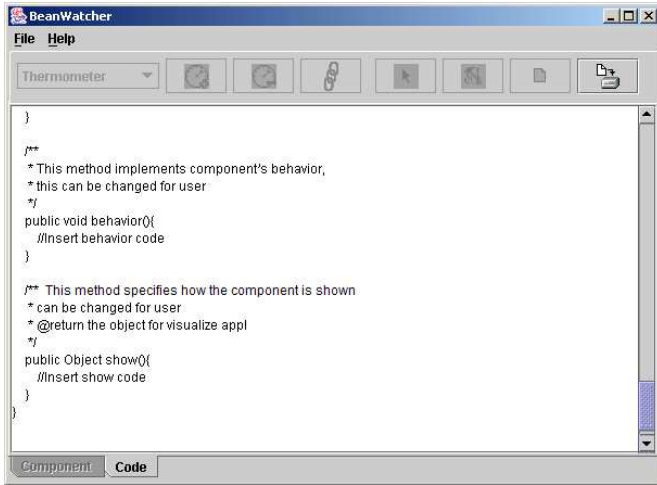 BeanWatcher
File Help
Thermometer
}
/**
* This method implements component's behavior,
* this can be changed for user
*/
public void behavior(){
//Insert behavior code
}
/** This method specifies how the component is shown
* can be changed for user
* @return the object for visualize appl
*/
public Object show(){
//Insert show code
}
}
Component Code